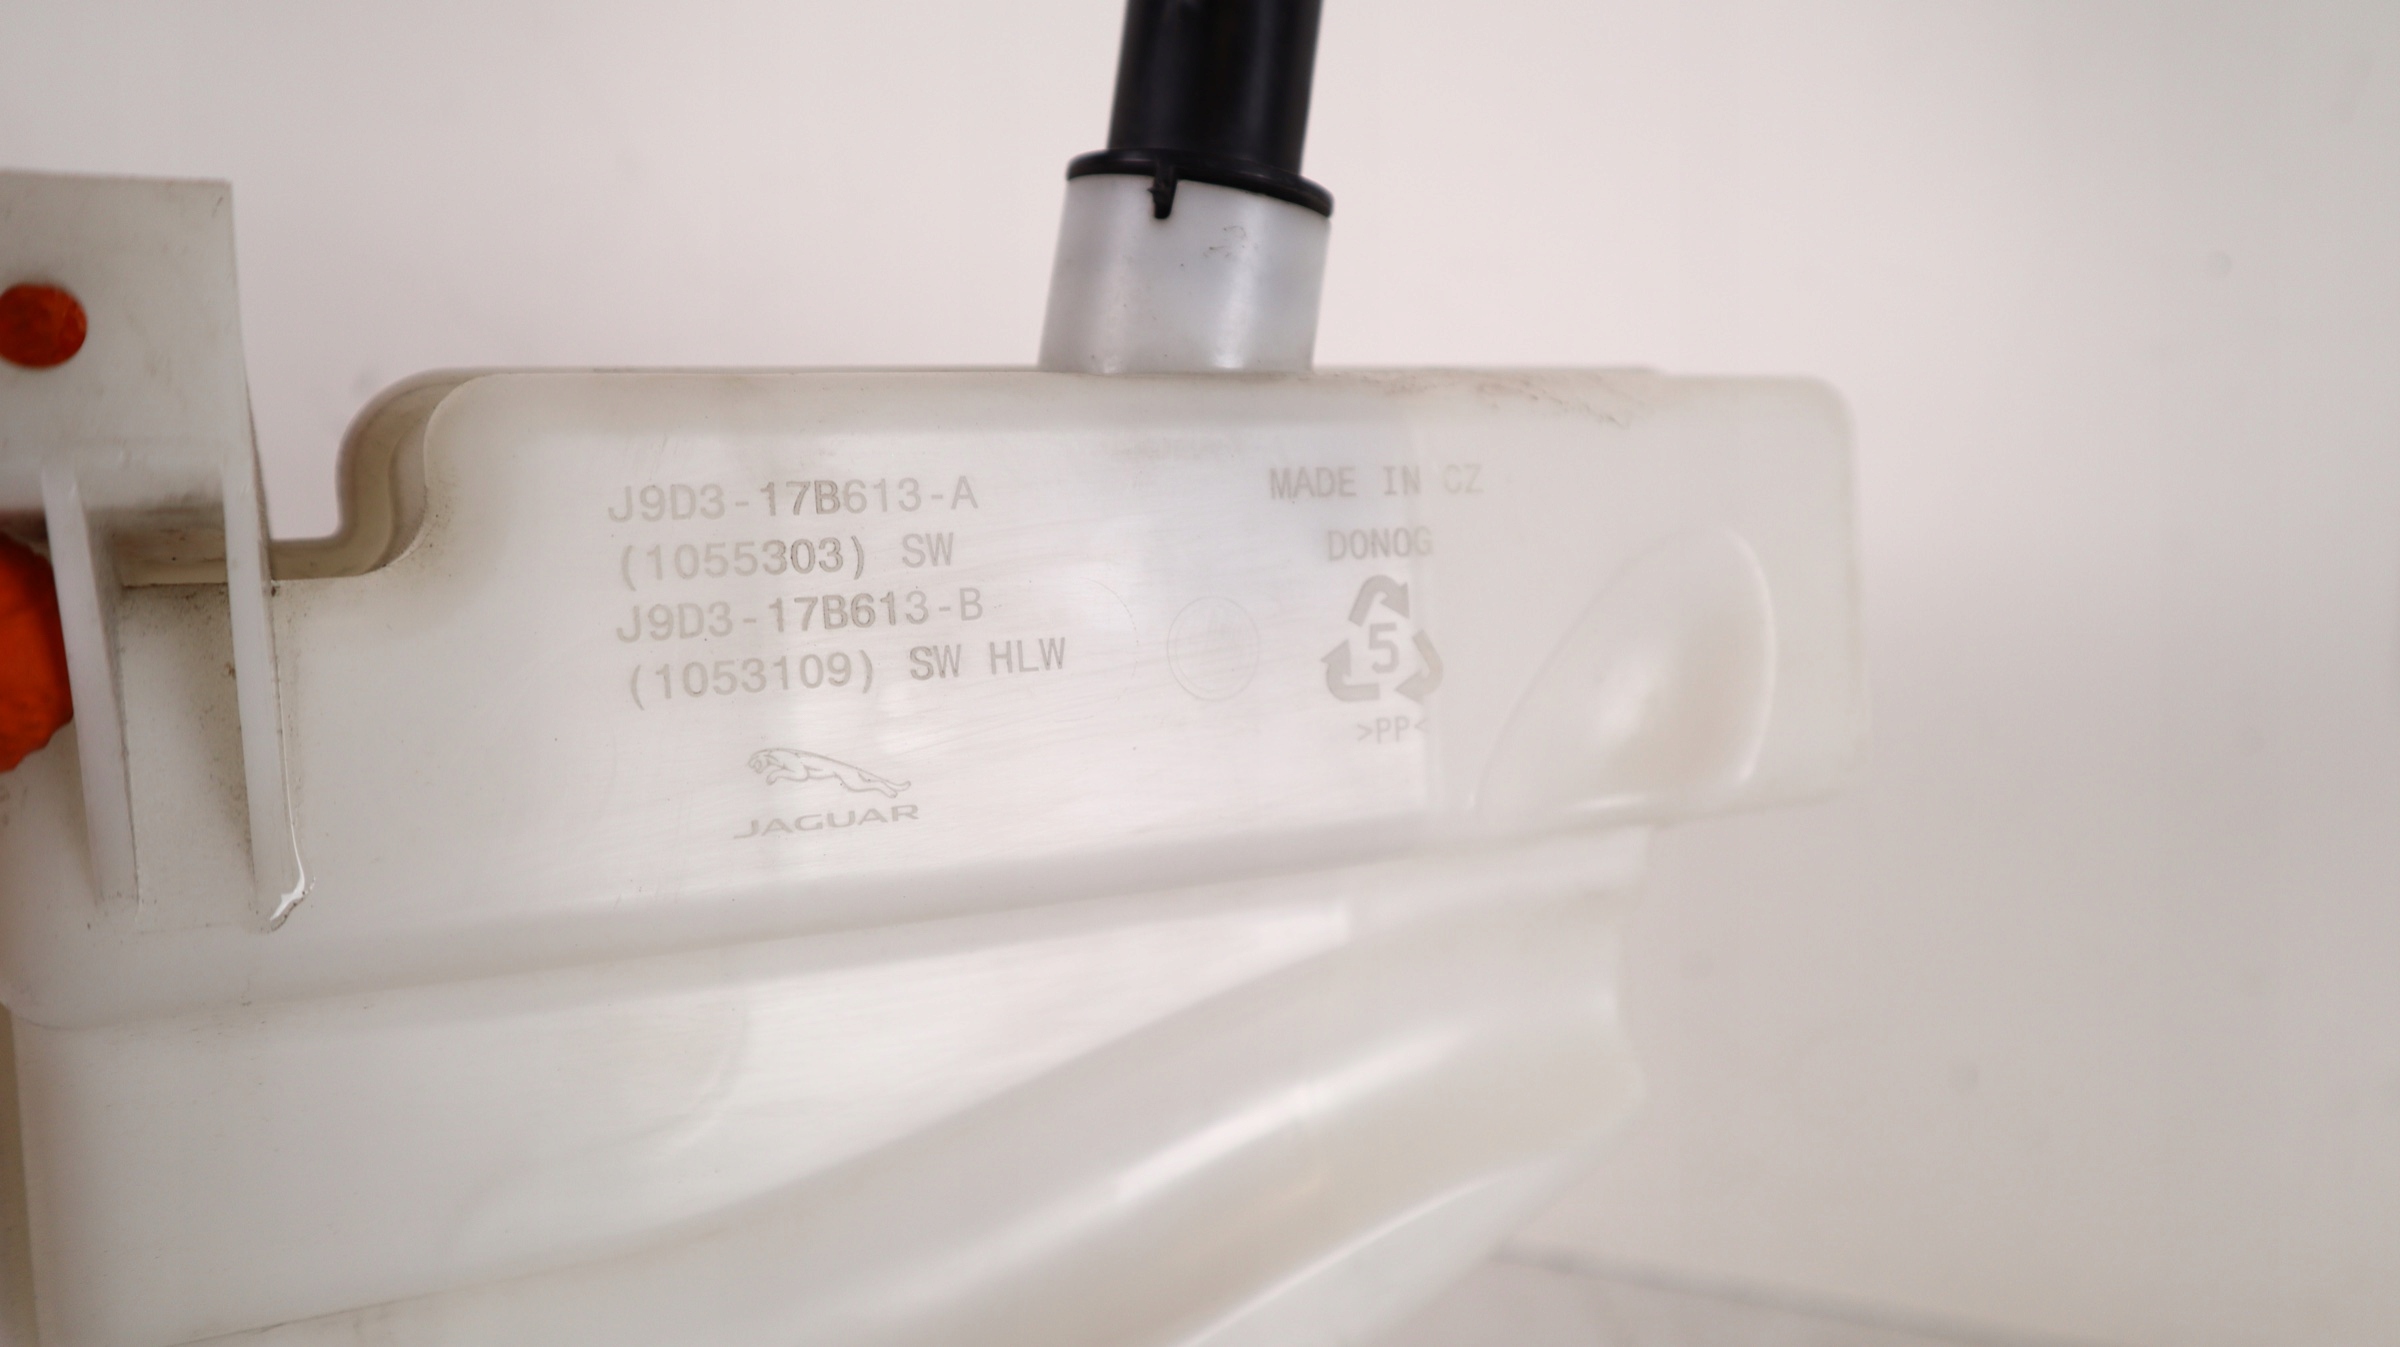 J9D3-17B613-A
(1055303) SW
J9D3-17B613-B
(1053109) SW HLW
JAGUAR
MADE IN CZ
DONOG
5
>PP<